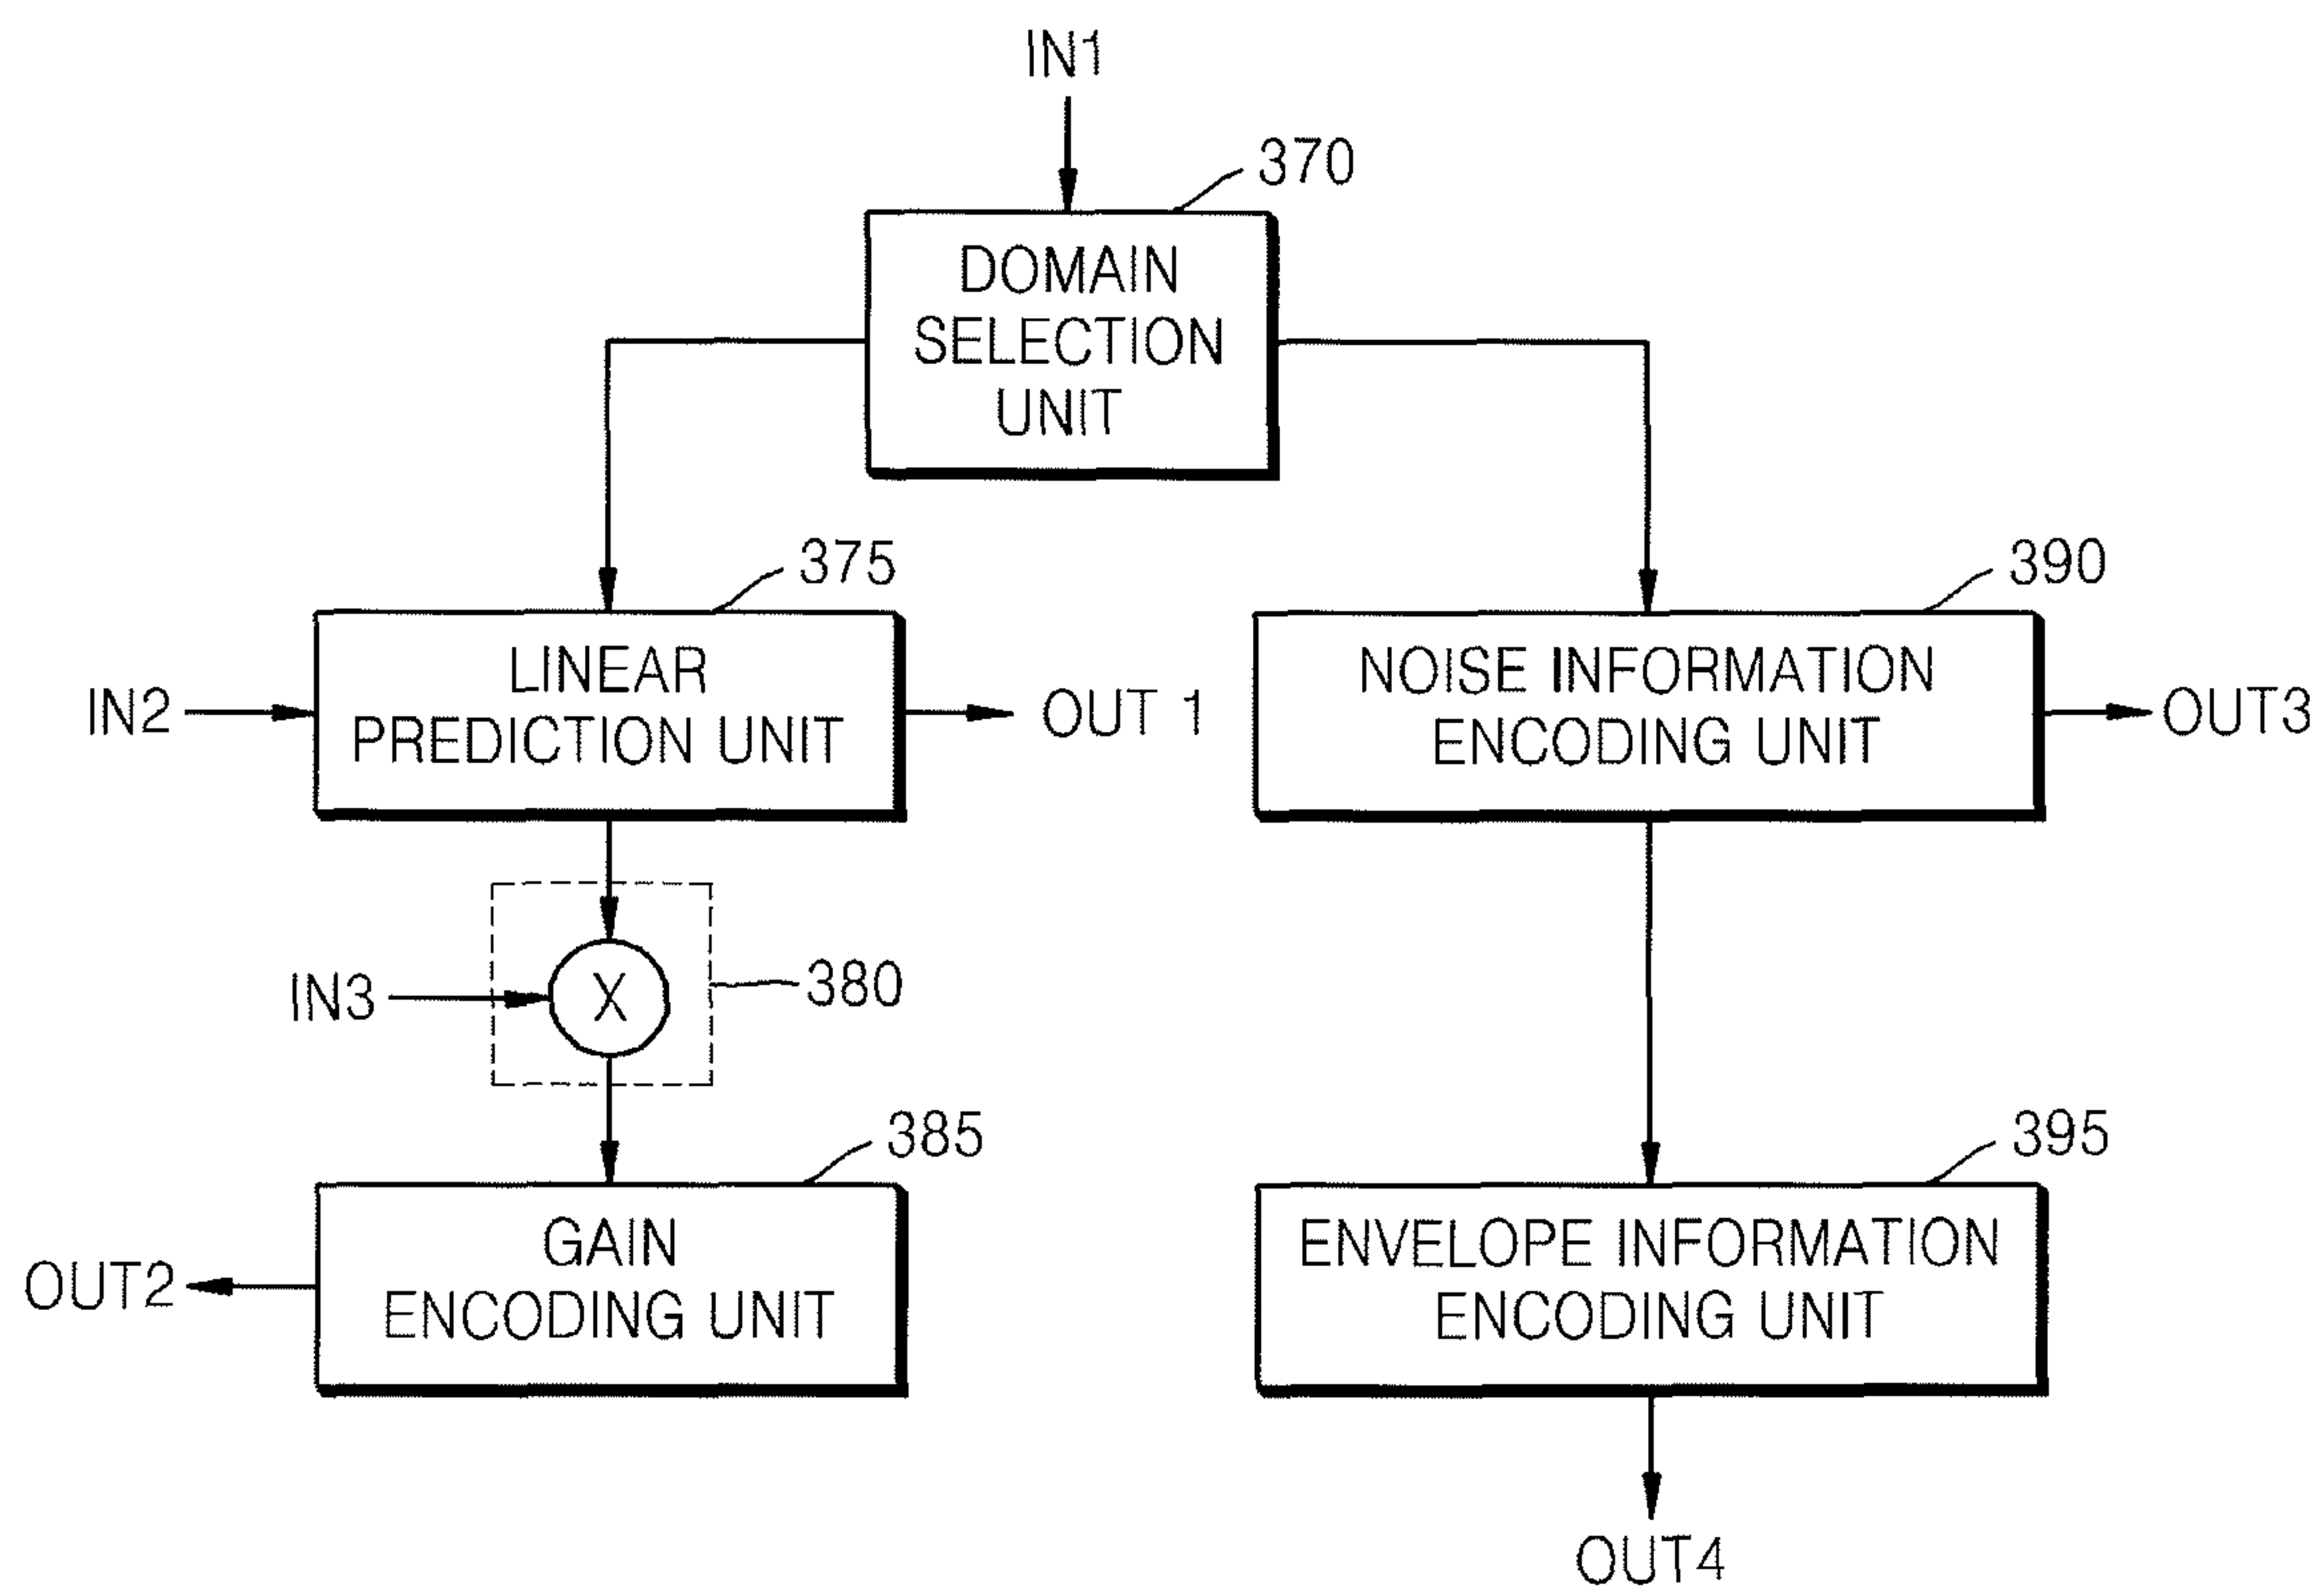 IN1
370
DOMAIN
SELECTION
UNIT
375
390
LINEAR
PREDICTION UNIT
IN2
OUT 1
NOISE INFORMATION
ENCODING UNIT
OUT3
IN3
X
380
385
395
GAIN
ENCODING UNIT
OUT2
ENVELOPE INFORMATION
ENCODING UNIT
OUT4